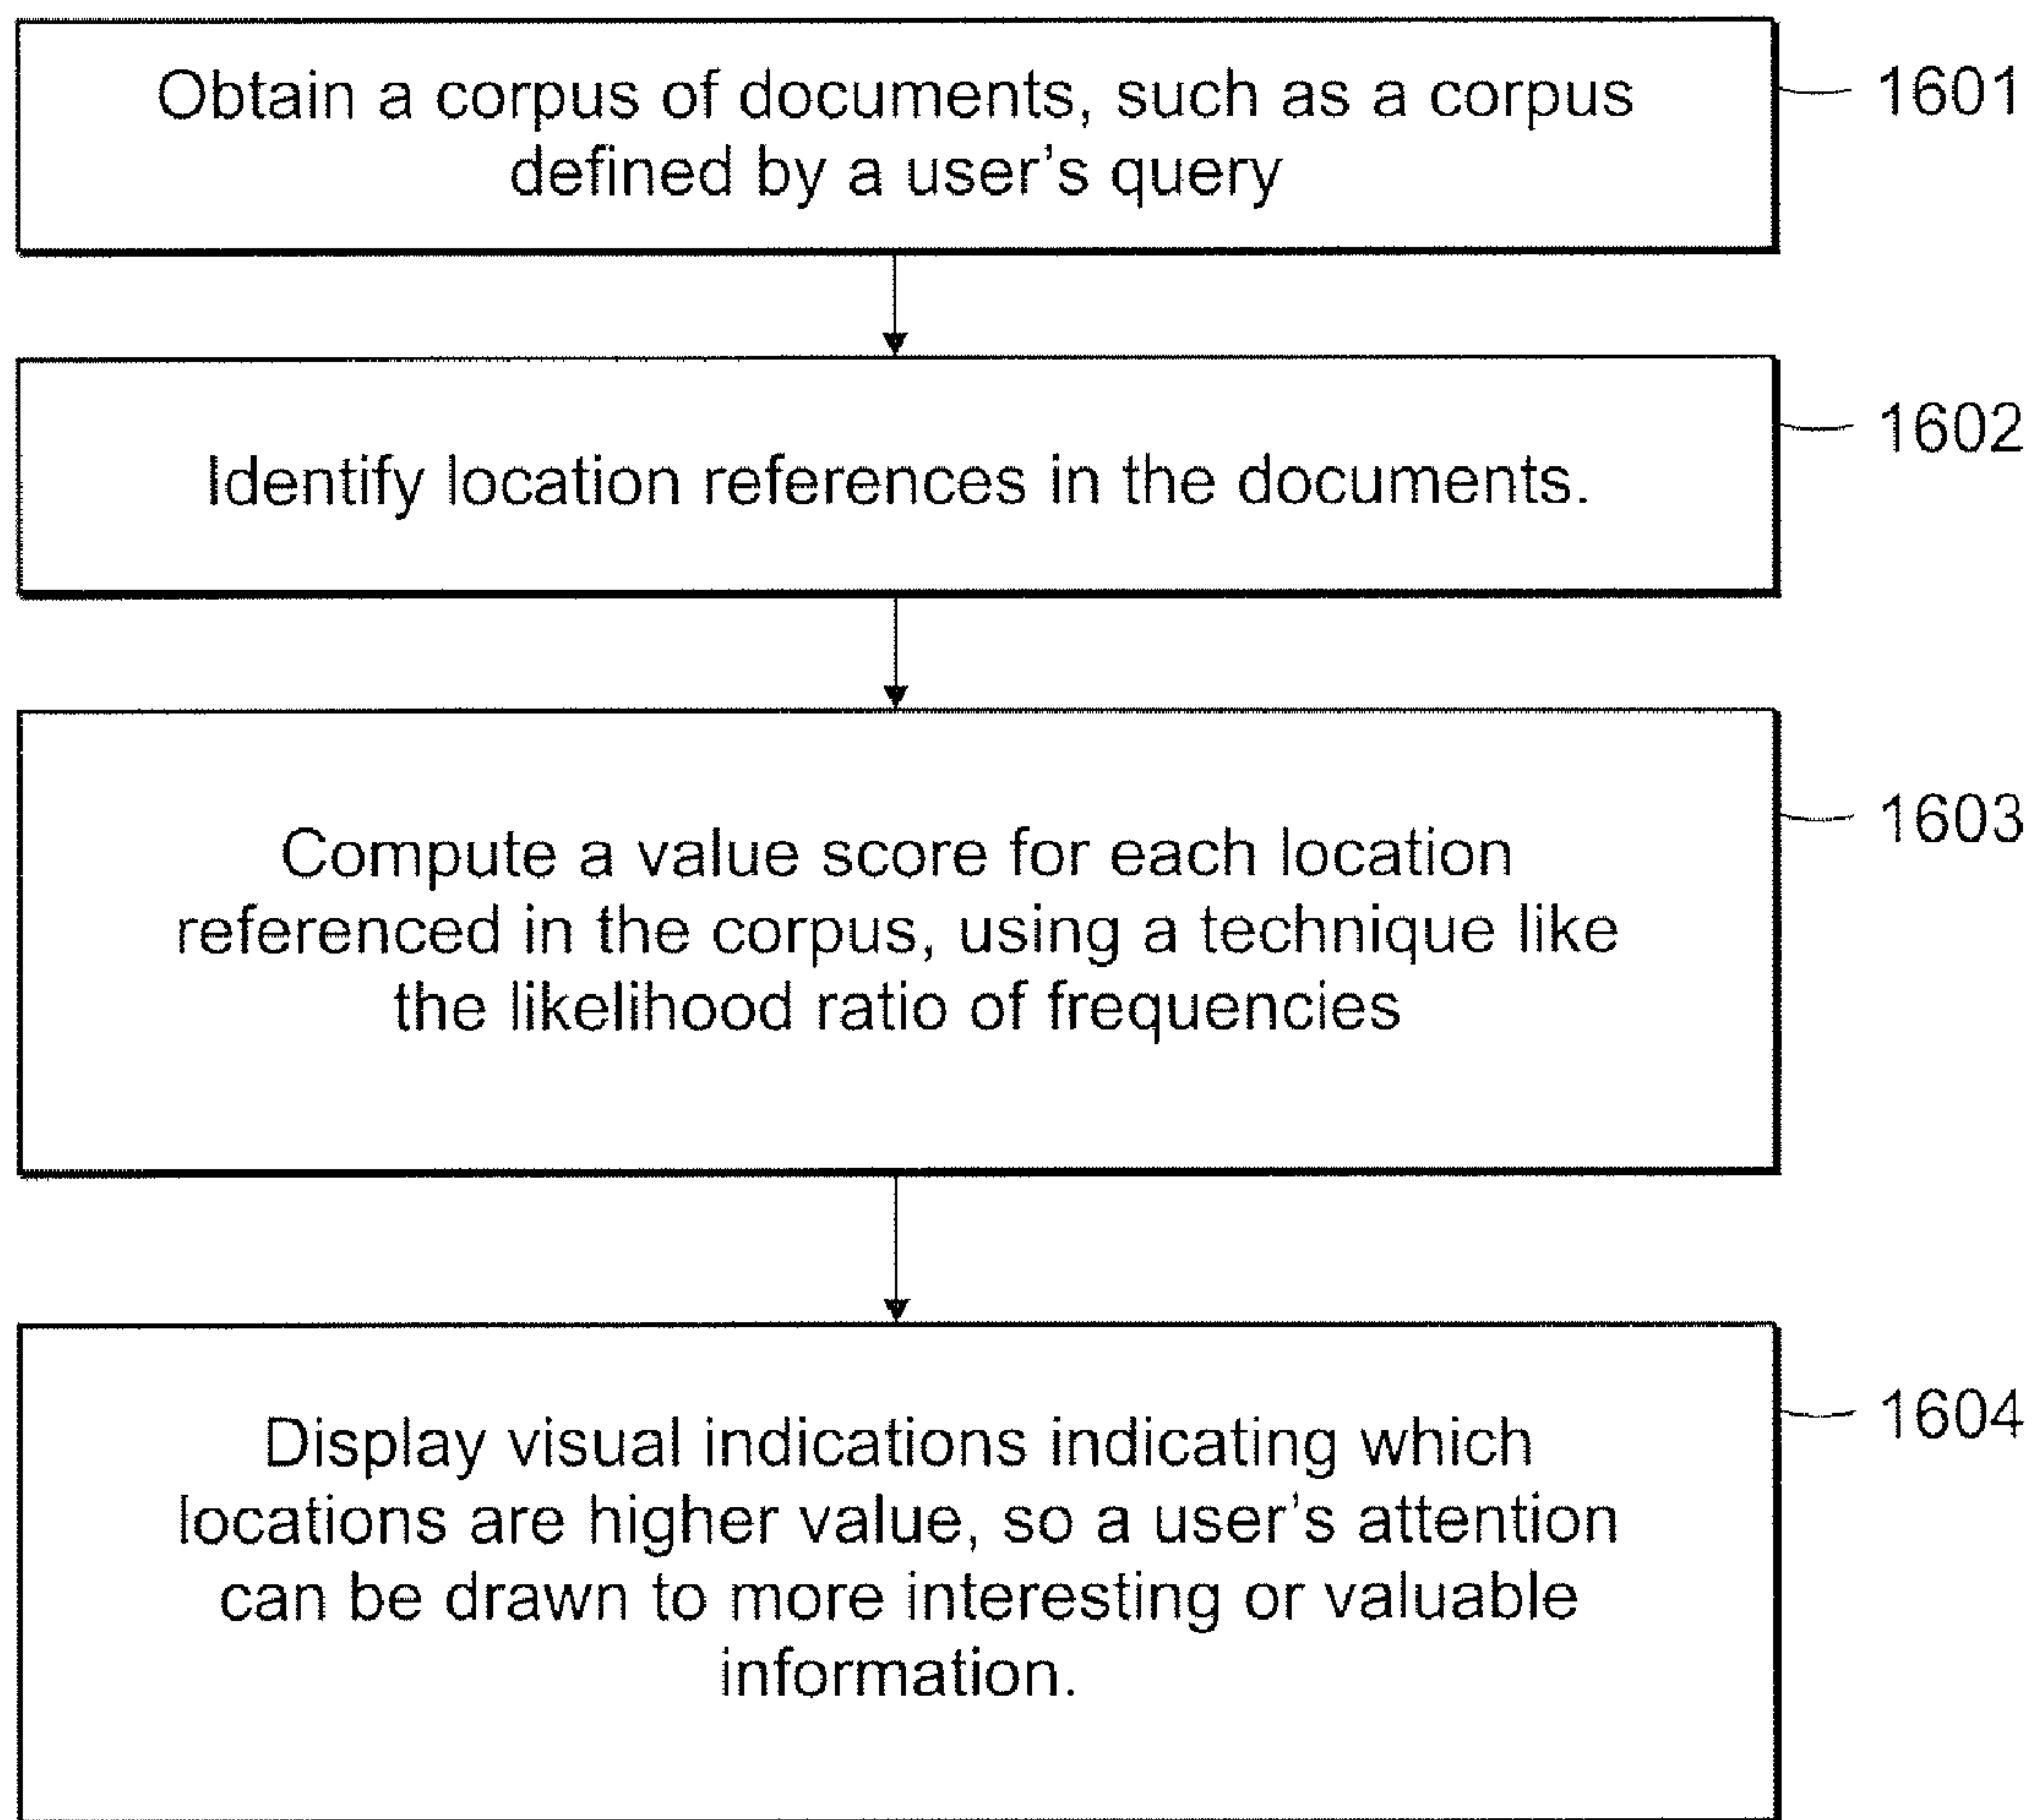 Obtain a corpus of documents, such as a corpus
defined by a user's query
1601
Identify location references in the documents.
1602
Compute a value score for each location
referenced in the corpus, using a technique like
the likelihood ratio of frequencies
1603
Display visual indications indicating which
locations are higher value, so a user's attention
can be drawn to more interesting or valuable
information.
1604